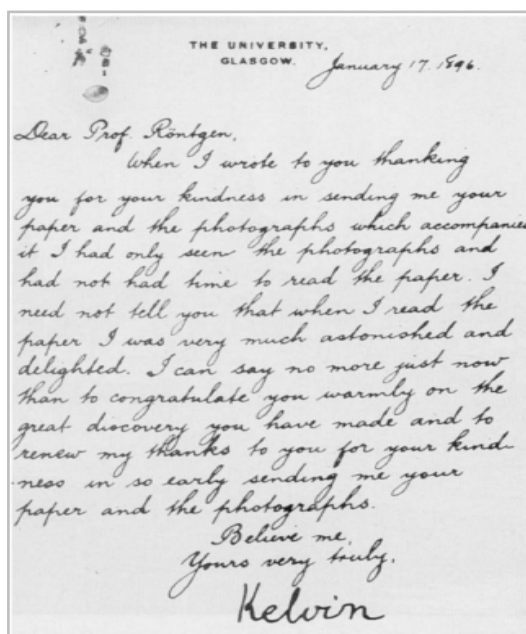 THE UNIVERSITY,
GLASGOW.
January 17. 1896.
Dear Prof. Röntgen,
When I wrote to you thanking
you for your kindness in sending me your
paper and the photographs which accompanied
it I had only seen the photographs and
had not had time to read the paper. I
need not tell you that when I read the
paper I was very much astonished and
delighted. I can say no more just now
than to congratulate you warmly on the
great discovery you have made and to
renew my thanks to you for your kind-
ness in so early sending me your
paper and the photographs.
Believe me,
Yours very truly,
Kelvin